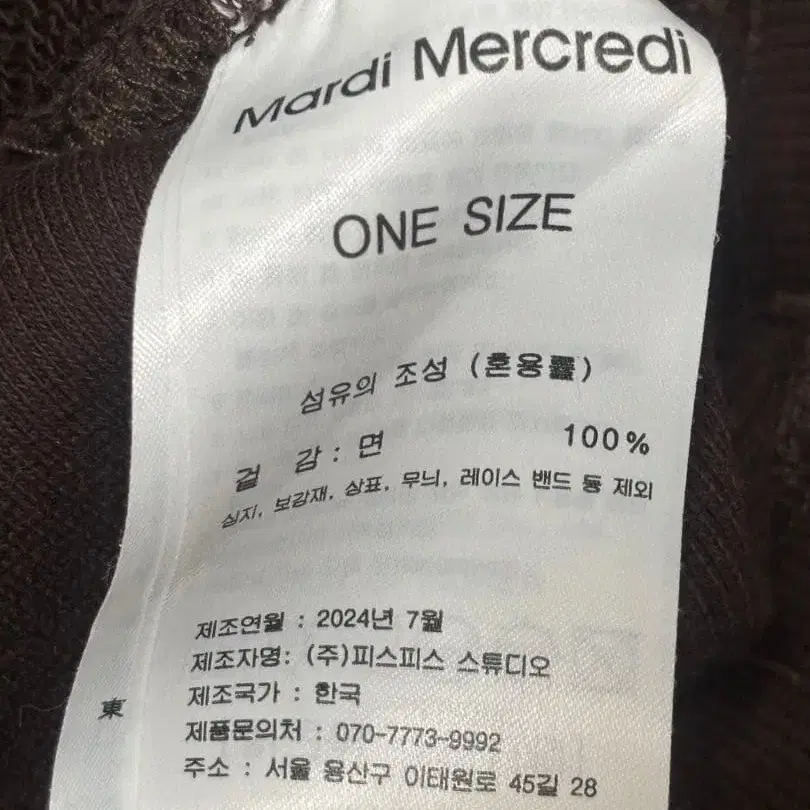 Mardi Mercredi
ONE SIZE
섬유의 조성 (혼용률)
겉 감 : 면 100%
심지, 보강재, 상표, 무늬, 레이스 밴드 등 제외
제조연월 : 2024년 7월
제조자명: (주)피스피스 스튜디오
제조국가 : 한국
東
제품문의처 : 070-7773-9992
주소 : 서울 용산구 이태원로 45길 28